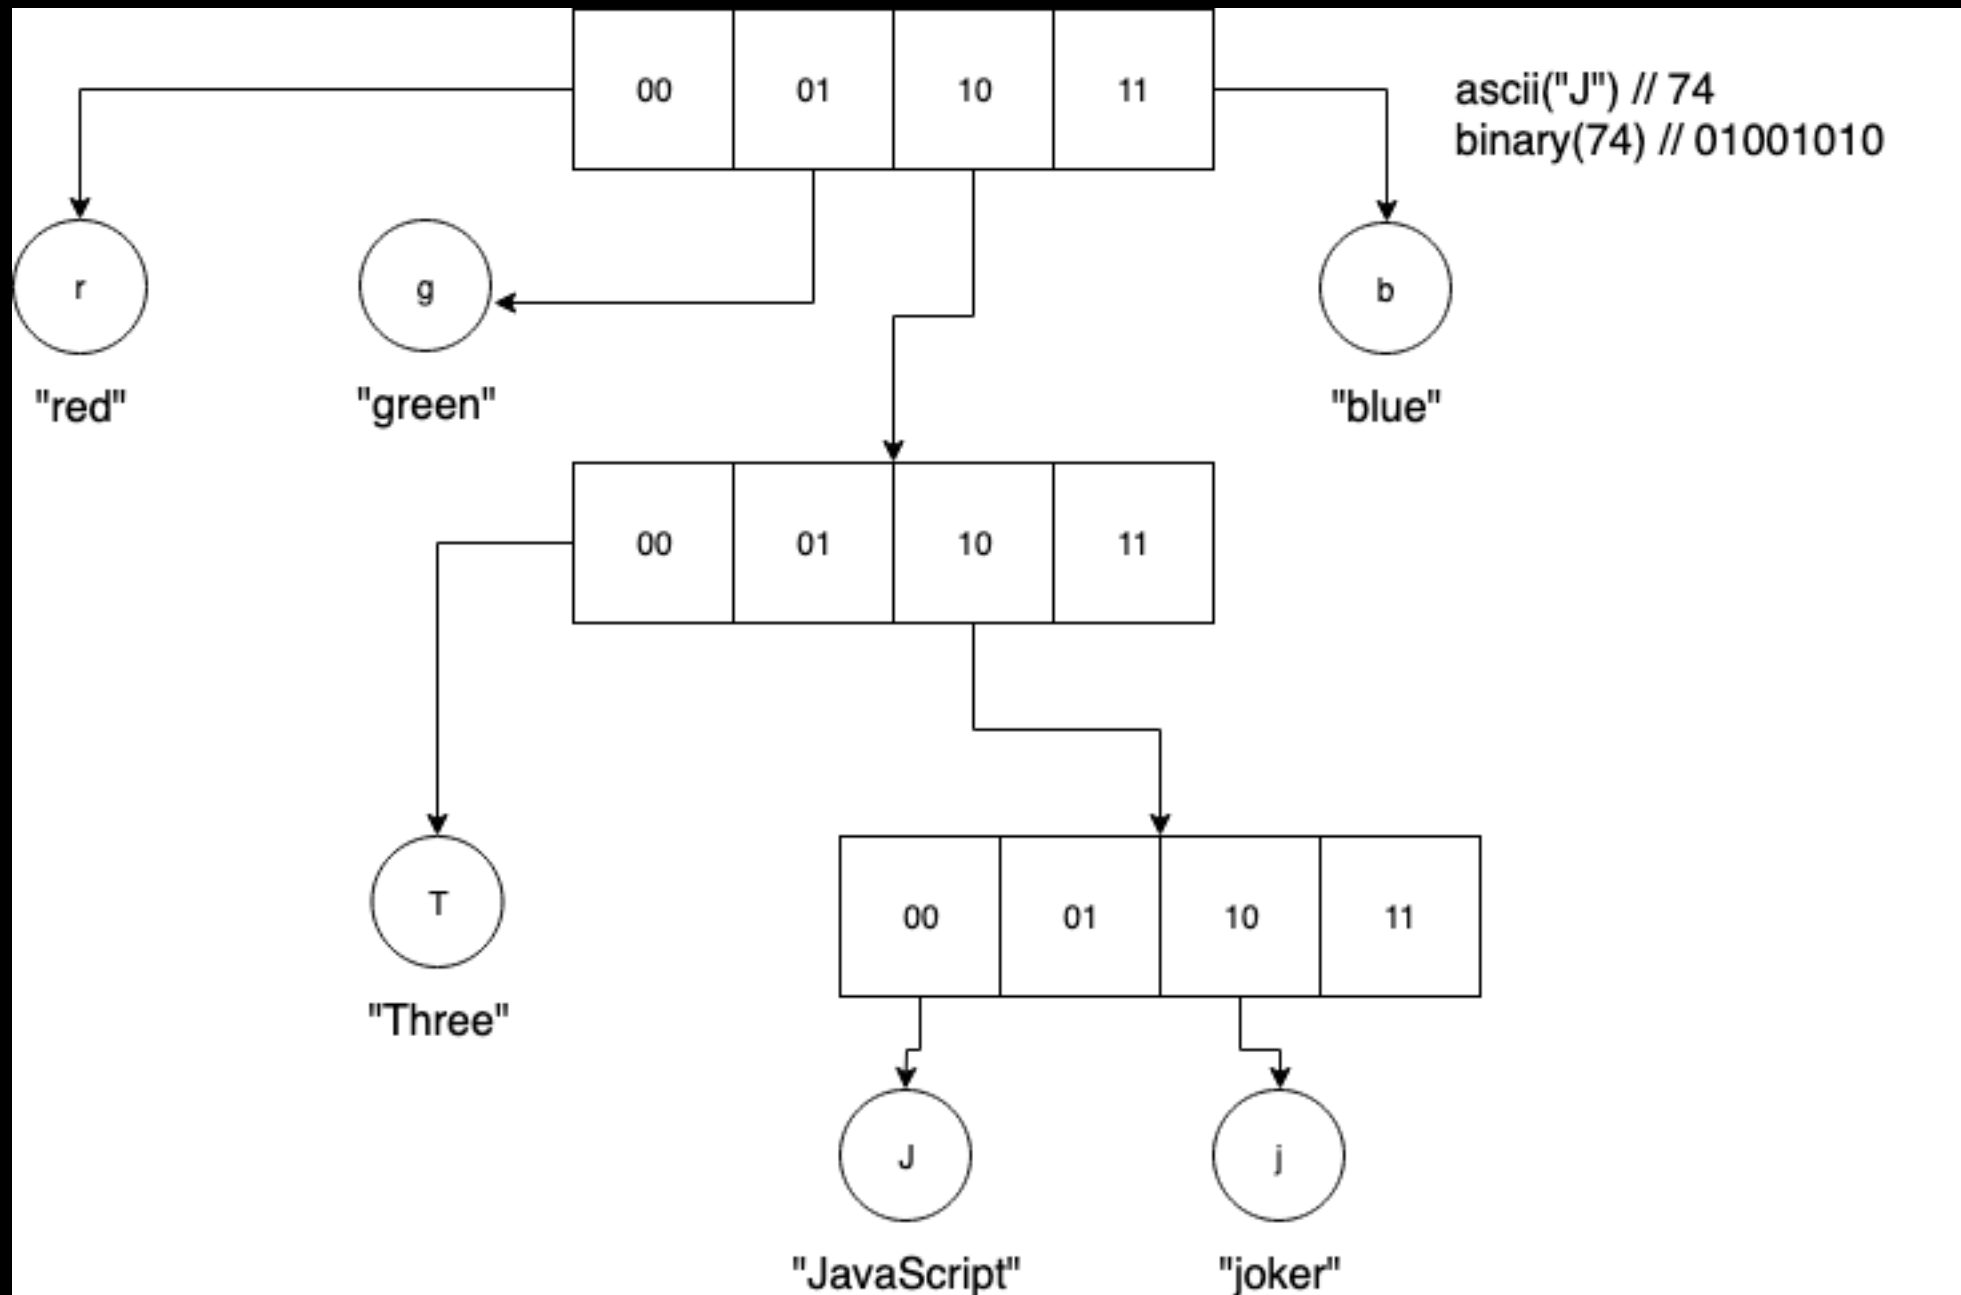 00 01 10 11
ascii("J") // 74
binary(74) // 01001010
r
g
b
"red"
"green"
"blue"
00 01 10 11
T
"Three"
00 01 10 11
J
j
"JavaScript"
"joker"